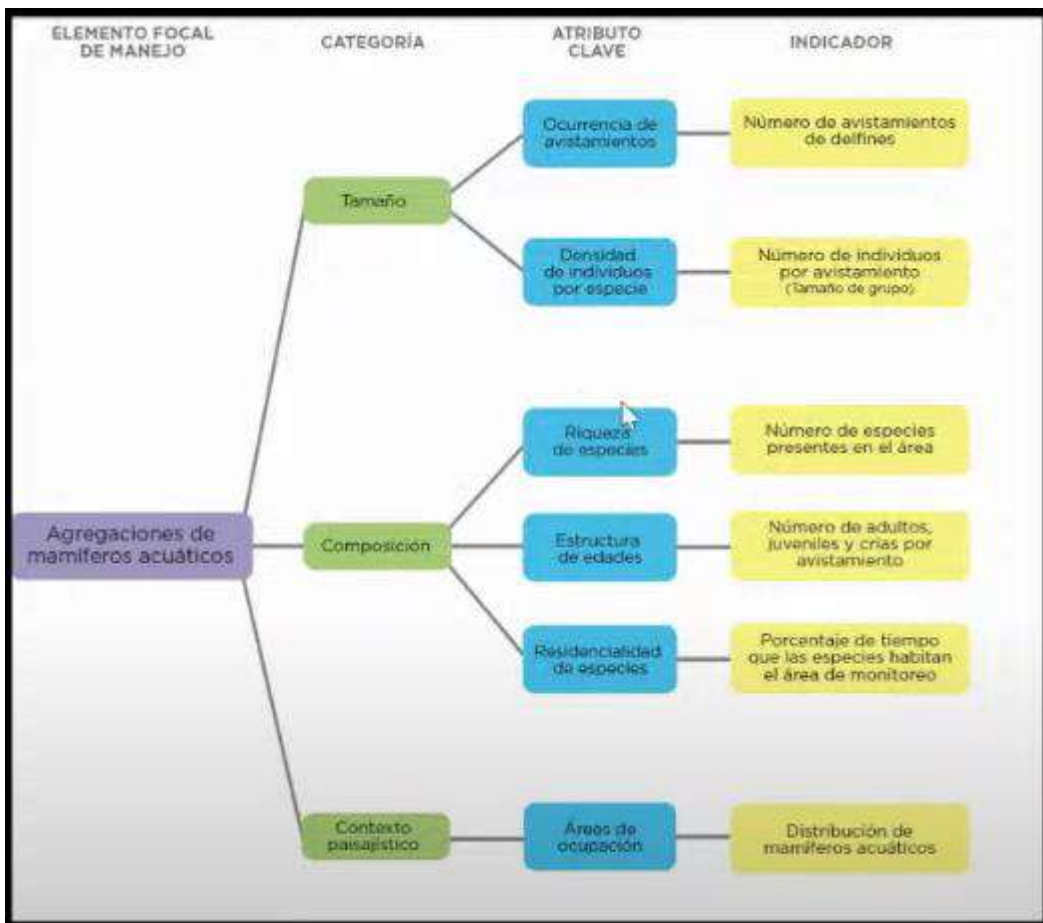 ELEMENTO FOCAL
DE MANEJO
CATEGORÍA
ATRIBUTO
CLAVE
INDICADOR
Ocurrencia de
avistamientos
Número de avistamientos
de delfines
Tamaño
Densidad
de individuos
por especie
Número de individuos
por avistamiento
(Tamaño de grupo)
Riqueza
de especies
Número de especies
presentes en el área
Agregaciones de
mamíferos acuáticos
Composición
Estructura
de edades
Número de adultos,
juveniles y crías por
avistamiento
Residencialidad
de especies
Porcentaje de tiempo
que las especies habitan
el área de monitoreo
Contexto
paisajístico
Áreas de
ocupación
Distribución de
mamíferos acuáticos